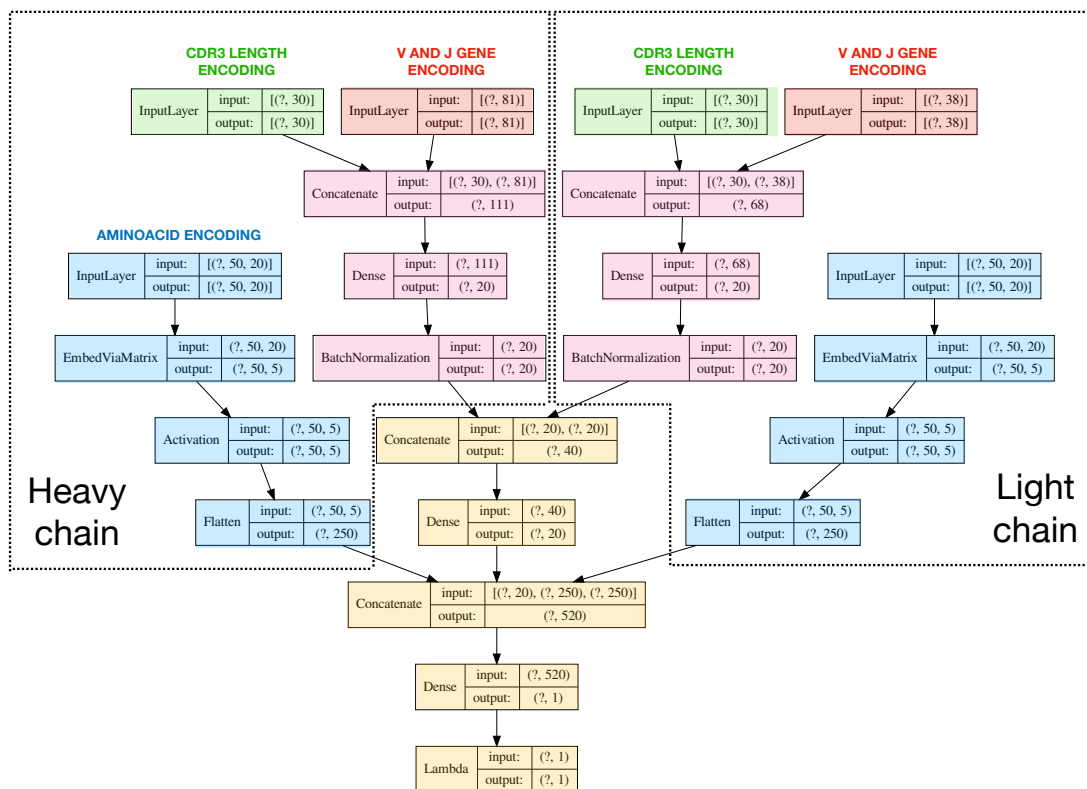 CDR3 LENGTH
ENCODING
V AND J GENE
ENCODING
CDR3 LENGTH
ENCODING
V AND J GENE
ENCODING
InputLayer input: [(?, 30)]
output: [(?, 30)]
InputLayer input: [(?, 81)]
output: [(?, 81)]
InputLayer input: [(?, 30)]
output: [(?, 30)]
InputLayer input: [(?, 38)]
output: [(?, 38)]
Concatenate input: [(?, 30), (?, 81)]
output: (?, 111)
Concatenate input: [(?, 30), (?, 38)]
output: (?, 68)
AMINOACID ENCODING
InputLayer input: [(?, 50, 20)]
output: [(?, 50, 20)]
Dense input: (?, 111)
output: (?, 20)
Dense input: (?, 68)
output: (?, 20)
InputLayer input: [(?, 50, 20)]
output: [(?, 50, 20)]
EmbedViaMatrix input: (?, 50, 20)
output: (?, 50, 5)
BatchNormalization input: (?, 20)
output: (?, 20)
BatchNormalization input: (?, 20)
output: (?, 20)
EmbedViaMatrix input: (?, 50, 20)
output: (?, 50, 5)
Activation input: (?, 50, 5)
output: (?, 50, 5)
Concatenate input: [(?, 20), (?, 20)]
output: (?, 40)
Activation input: (?, 50, 5)
output: (?, 50, 5)
Heavy
chain
Light
chain
Flatten input: (?, 50, 5)
output: (?, 250)
Dense input: (?, 40)
output: (?, 20)
Flatten input: (?, 50, 5)
output: (?, 250)
Concatenate input: [(?, 20), (?, 250), (?, 250)]
output: (?, 520)
Dense input: (?, 520)
output: (?, 1)
Lambda input: (?, 1)
output: (?, 1)